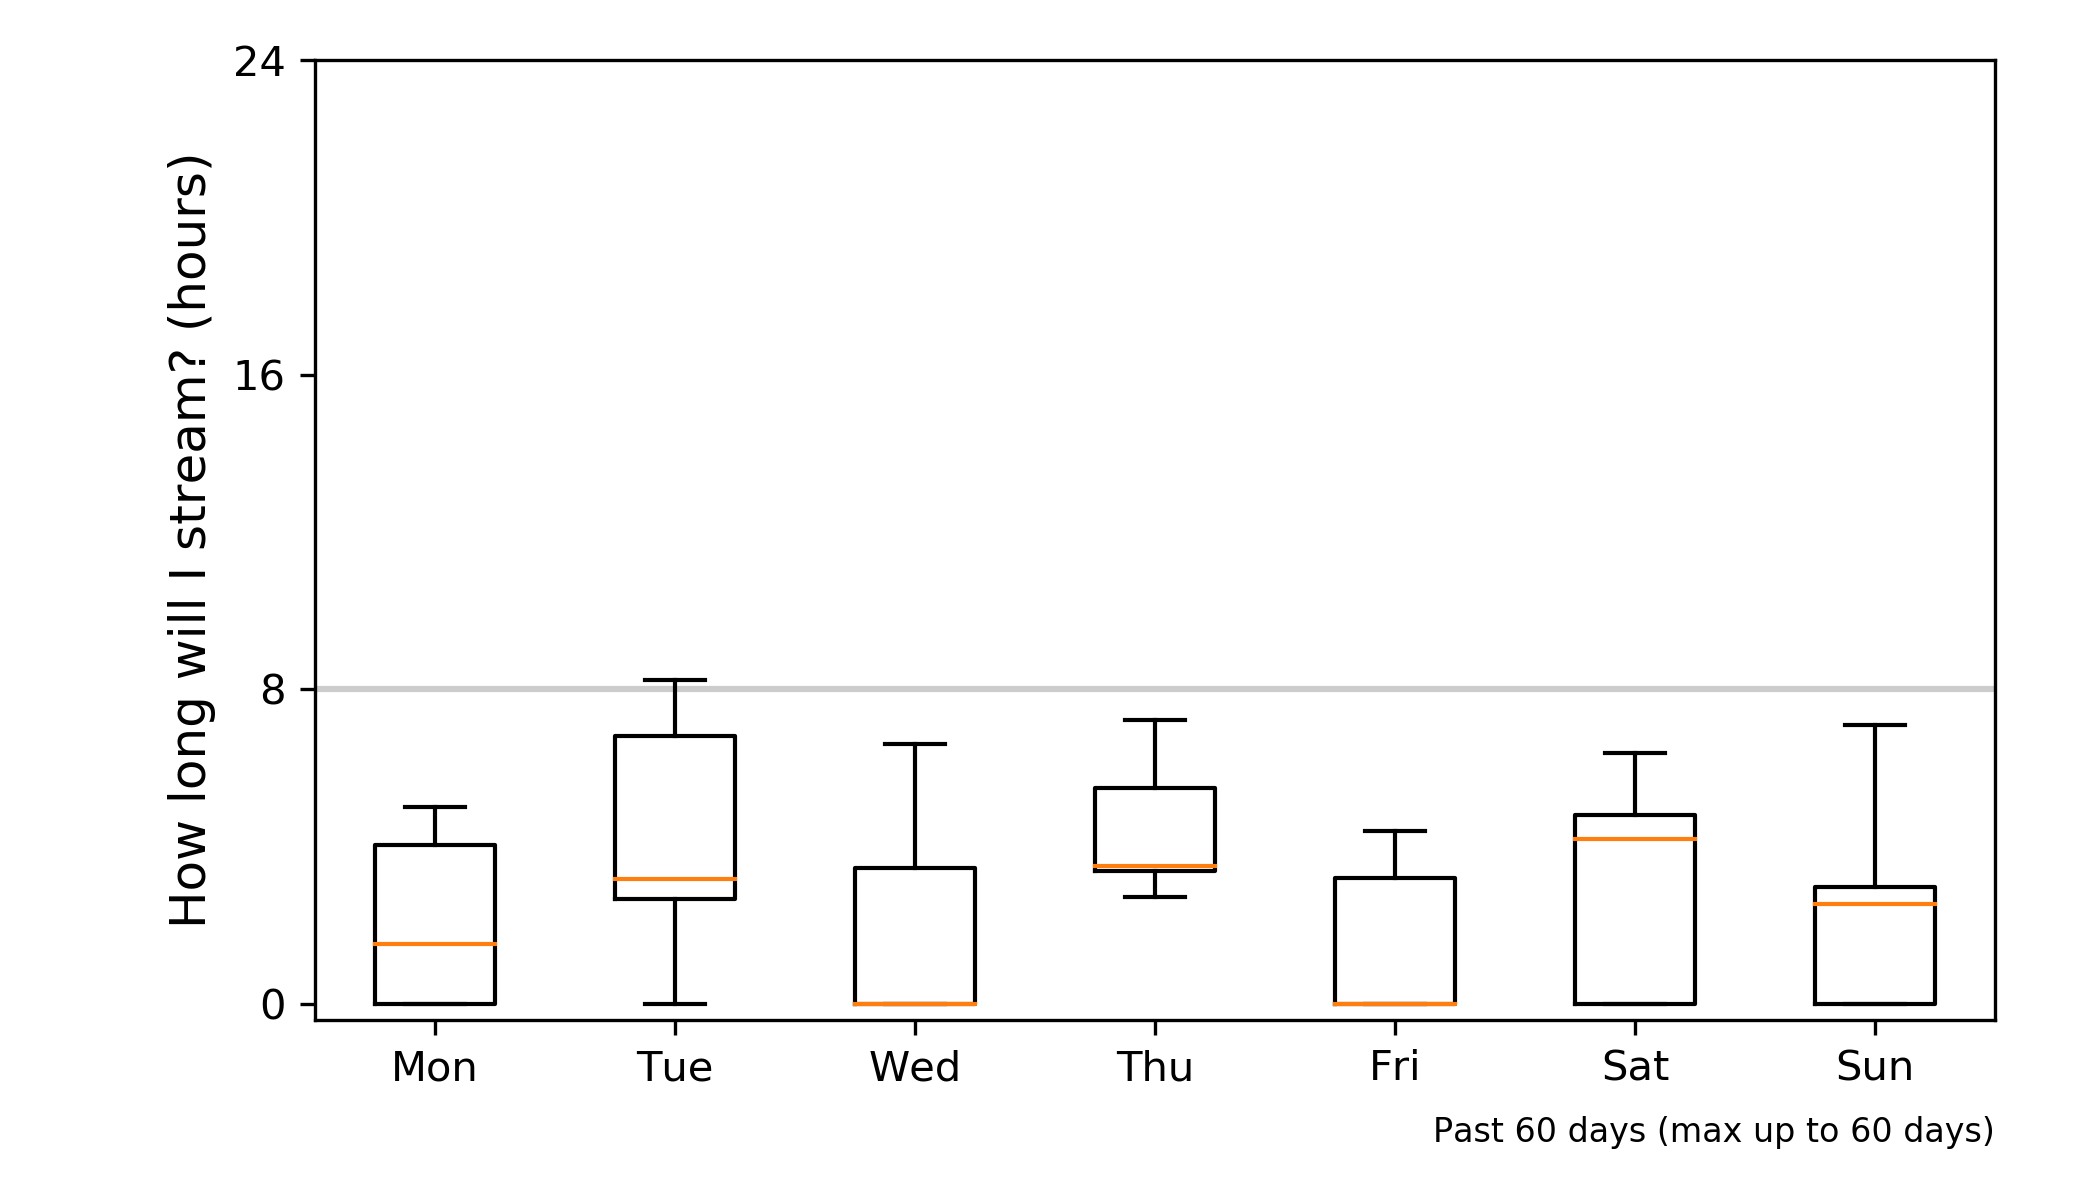 How long will I stream? (hours)
24
16
8
0
Mon Tue Wed Thu Fri Sat Sun
Past 60 days (max up to 60 days)